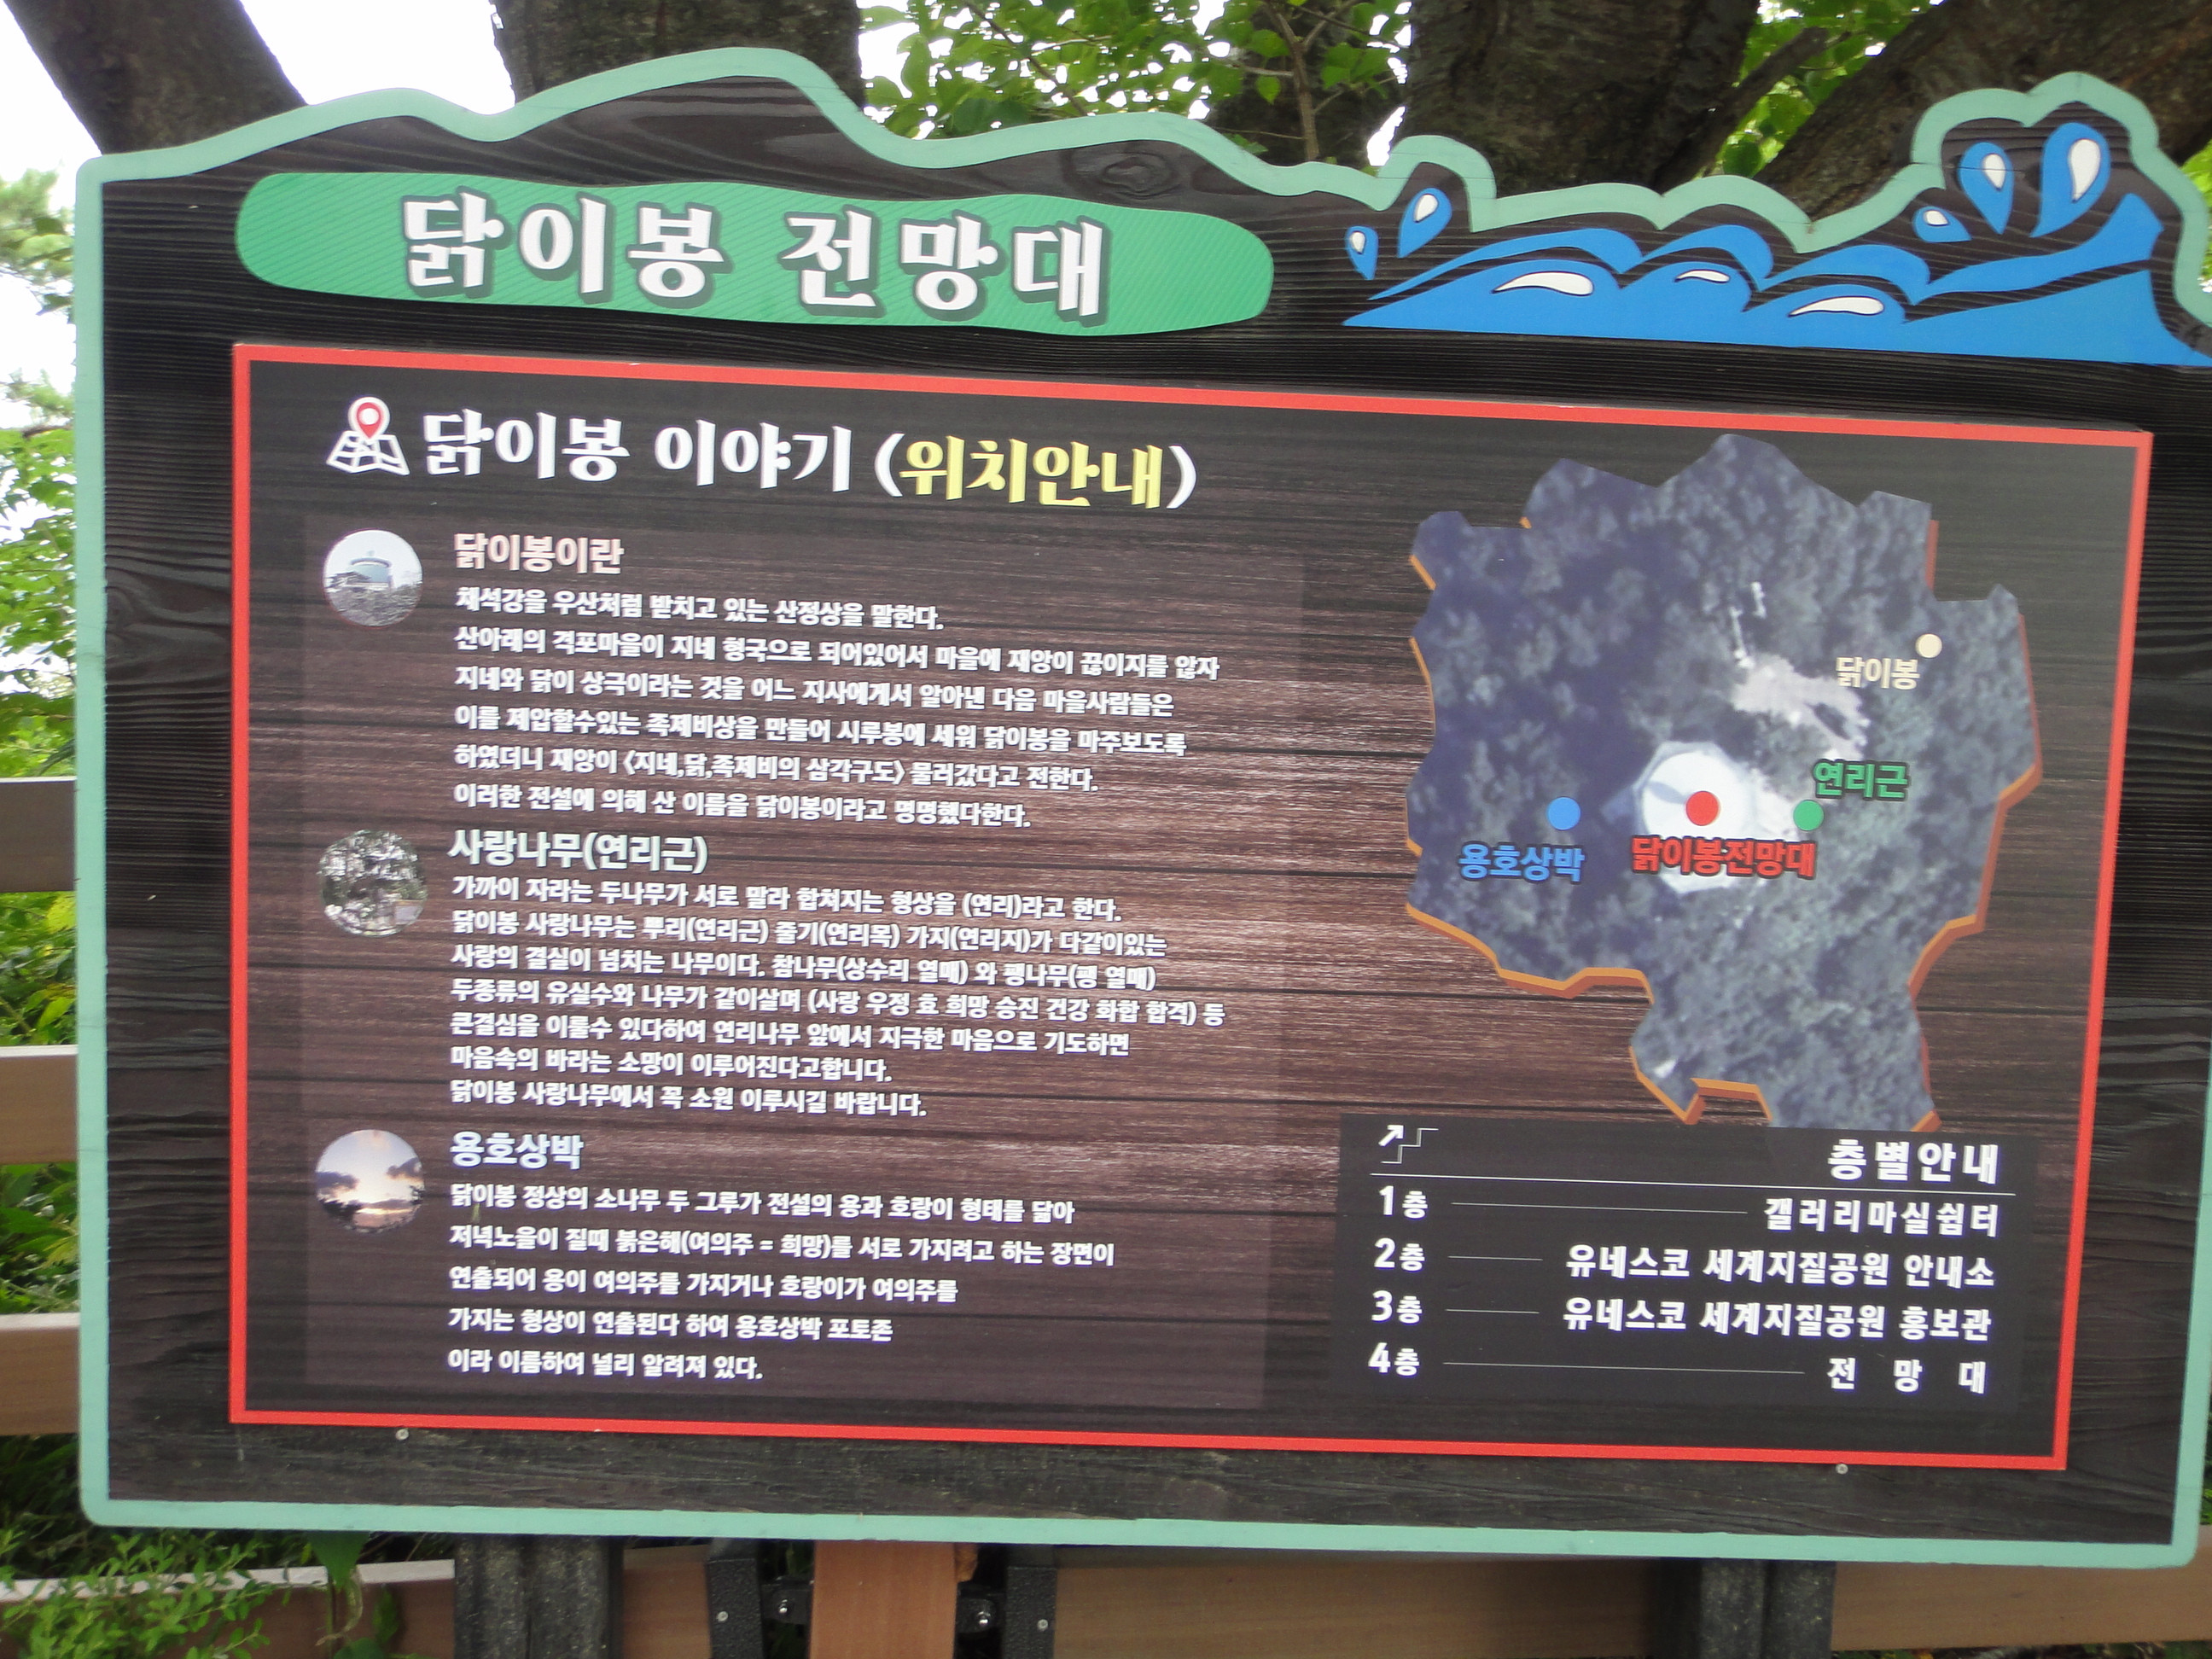 닭이봉 전망대
닭이봉 이야기 (위치안내)
닭이봉이란
채석강을 우산처럼 받치고 있는 산정상을 말한다.
산아래의 격포마을이 지네 형국으로 되어있어서 마을에 재앙이 끊이지를 않자
지네와 닭이 상극이라는 것을 어느 지사에게서 알아낸 다음 마을사람들은
이를 제압할수있는 족제비상을 만들어 시루봉에 세워 닭이봉을 마주보도록
하였더니 재앙이 <지네,닭,족제비의 삼각구도> 물러갔다고 전한다.
이러한 전설에 의해 산 이름을 닭이봉이라고 명명했다한다.
사랑나무(연리근)
가까이 자라는 두나무가 서로 말라 합쳐지는 형상을 (연리)라고 한다.
닭이봉 사랑나무는 뿌리(연리근) 줄기(연리목) 가지(연리지)가 다같이있는
사랑의 결실이 넘치는 나무이다. 참나무(상수리 열매) 와 팽나무(팽 열매)
두종류의 유실수와 나무가 같이살며 (사랑 우정 효 희망 승진 건강 화합 합격) 등
큰결심을 이룰수 있다하여 연리나무 앞에서 지극한 마음으로 기도하면
마음속의 바라는 소망이 이루어진다고합니다.
닭이봉 사랑나무에서 꼭 소원 이루시길 바랍니다.
용호상박
닭이봉 정상의 소나무 두 그루가 전설의 용과 호랑이 형태를 닮아
저녁노을이 질때 붉은해(여의주 = 희망)를 서로 가지려고 하는 장면이
연출되어 용이 여의주를 가지거나 호랑이가 여의주를
가지는 형상이 연출된다 하여 용호상박 포토존
이라 이름하여 널리 알려져 있다.
닭이봉
연리근
용호상박
닭이봉전망대
층별안내
1층 갤러리마실쉼터
2층 유네스코 세계지질공원 안내소
3층 유네스코 세계지질공원 홍보관
4층 전 망 대